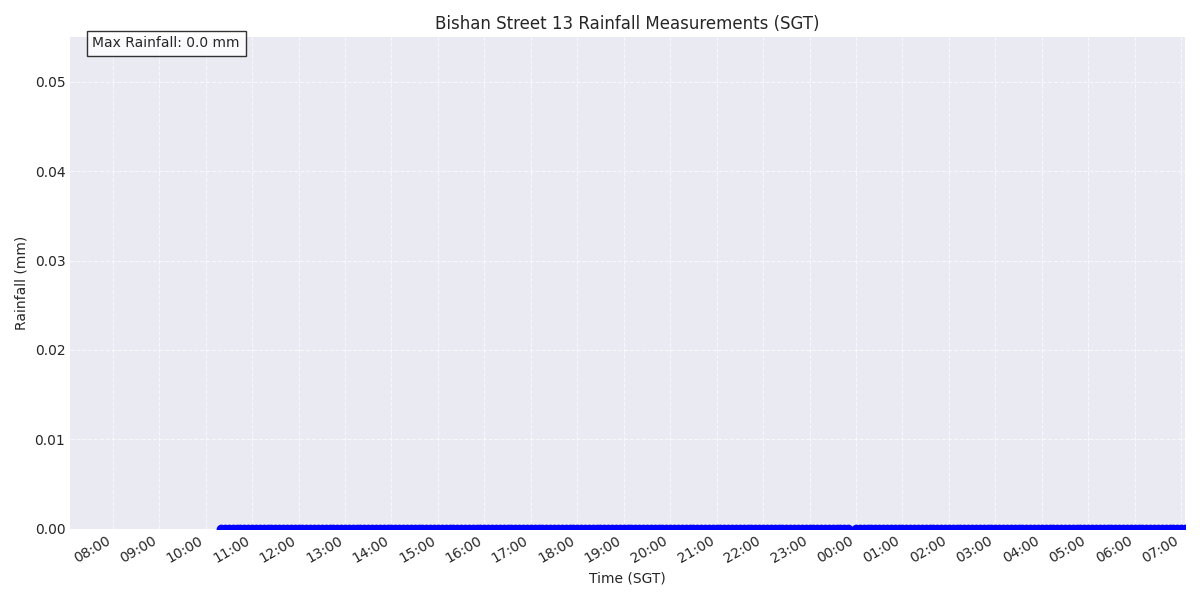 Bishan Street 13 Rainfall Measurements (SGT)
Max Rainfall: 0.0 mm
Rainfall (mm)
0.05
0.04
0.03
0.02
0.01
0.00
08:00 09:00 10:00 11:00 12:00 13:00 14:00 15:00 16:00 17:00 18:00 19:00 20:00 21:00 22:00 23:00 00:00 01:00 02:00 03:00 04:00 05:00 06:00 07:00
Time (SGT)